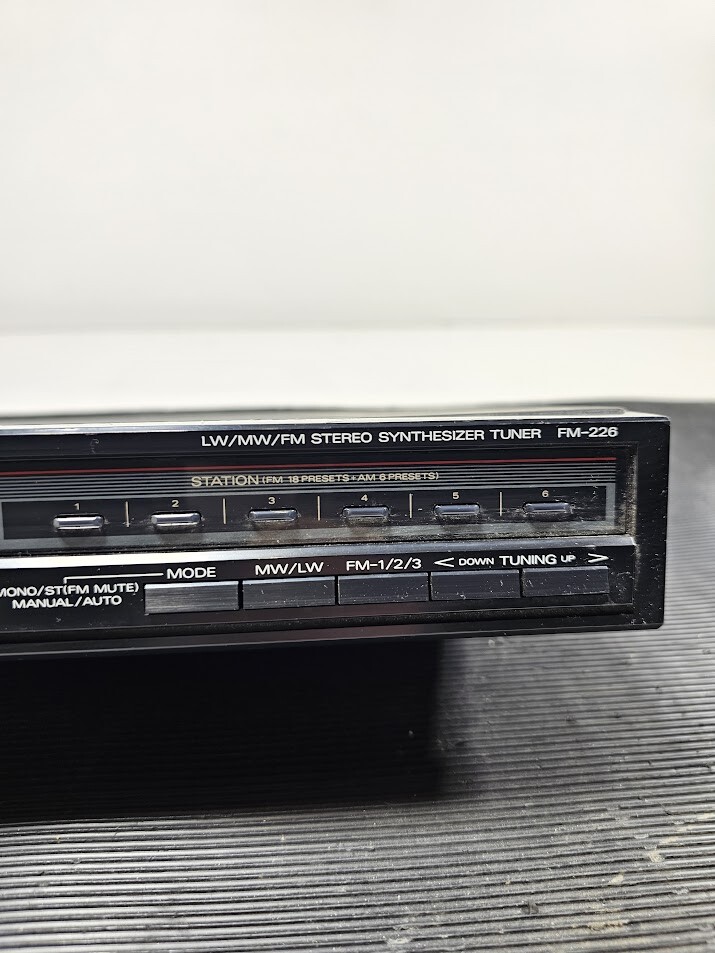 LW/MW/FM STEREO SYNTHESIZER TUNER FM-226
STATION (FM 18 PRESETS + AM 6 PRESETS)
1 2 3 4 5 6
MONO/ST(FM MUTE) MODE MW/LW FM-1/2/3 < DOWN TUNING UP >
MANUAL/AUTO